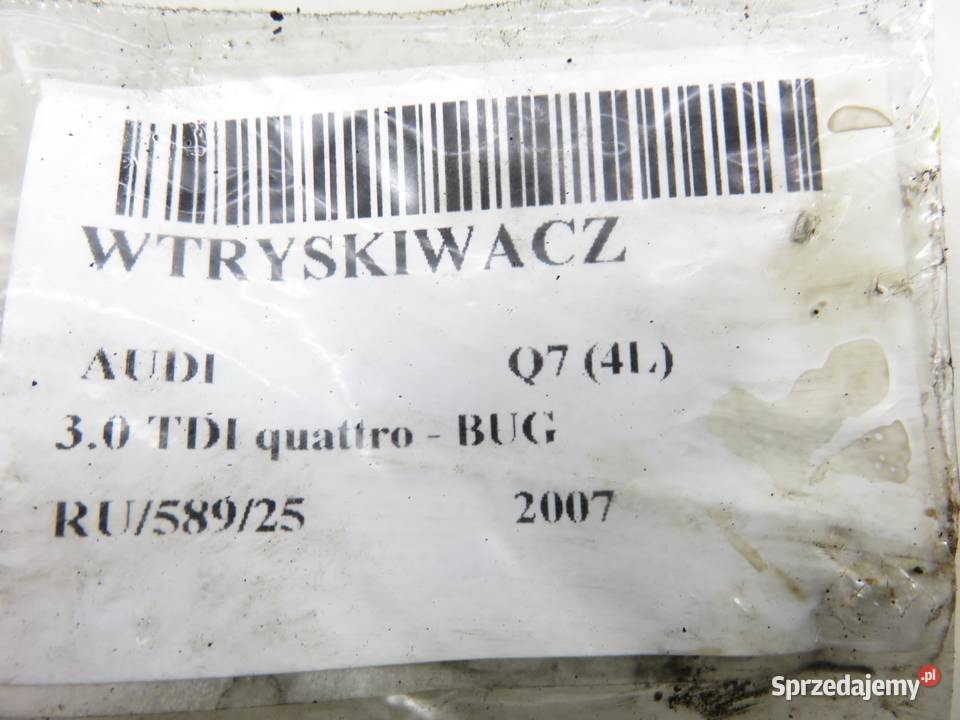 WTRYSKIWACZ
AUDI Q7 (4L)
3.0 TDI quattro - BUG
RU/589/25 2007
Sprzedajemy.pl